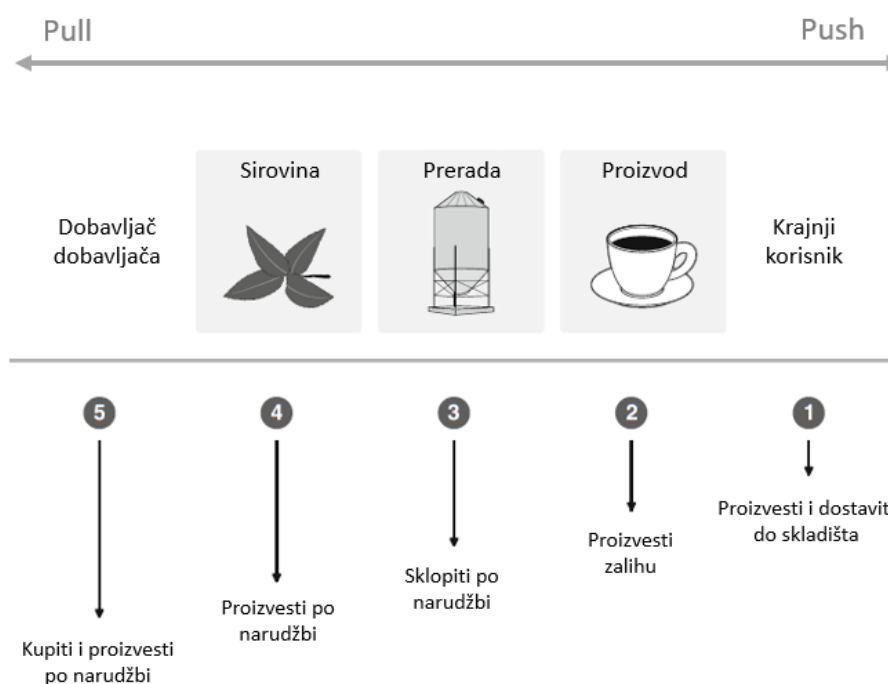 Pull
Push
Sirovina
Prerada
Proizvod
Dobavljač
dobavljača
Krajnji
korisnik
5
4
3
2
1
Proizvesti i dostavit
do skladišta
Proizvesti
zalihu
Sklopiti po
narudžbi
Proizvesti po
narudžbi
Kupiti i proizvesti
po narudžbi